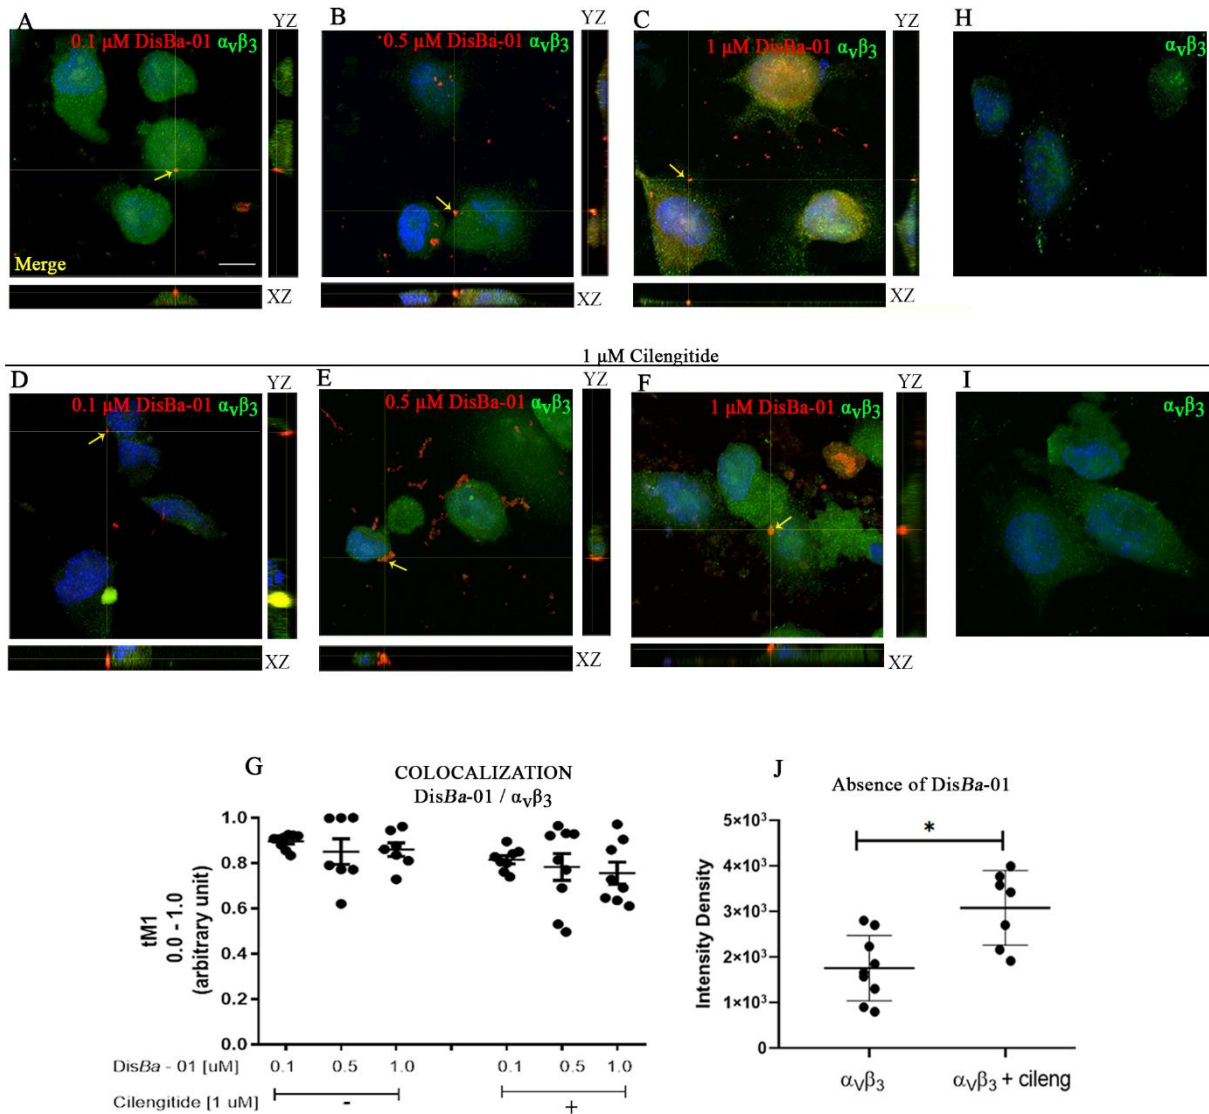 A
YZ
0.1 μM DisBa-01 αvβ3
Merge
XZ
B
YZ
0.5 μM DisBa-01 αvβ3
XZ
C
YZ
1 μM DisBa-01 αvβ3
XZ
H
αvβ3
1 μM Cilengitide
D
YZ
0.1 μM DisBa-01 αvβ3
XZ
E
YZ
0.5 μM DisBa-01 αvβ3
XZ
F
YZ
1 μM DisBa-01 αvβ3
XZ
I
αvβ3
G
COLOCALIZATION
DisBa-01 / αvβ3
tM1
0.0 - 1.0
(arbitrary unit)
1.0
0.8
0.6
0.4
0.2
0.0
DisBa - 01 [uM] 0.1 0.5 1.0 0.1 0.5 1.0
Cilengitide [1 uM] - +
J
Absence of DisBa-01
*
Intensity Density
5×10³
4×10³
3×10³
2×10³
1×10³
0
αVβ3 αVβ3 + cileng